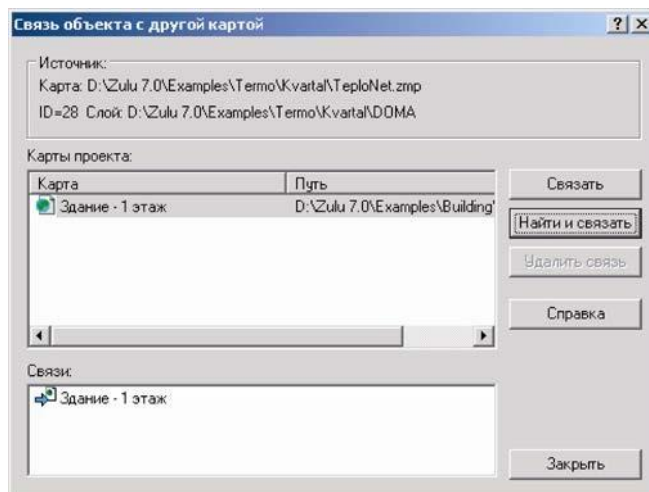 Связь объекта с другой картой
Источник:
Карта: D:\Zulu 7.0\Examples\Termo\Kvartal\TeploNet.zmp
ID=28 Слой: D:\Zulu 7.0\Examples\Termo\Kvartal\DOMA
Карты проекта:
Карта Путь
Здание - 1 этаж D:\Zulu 7.0\Examples\Building\
Связать
Найти и связать
Удалить связь
Справка
Связи:
Здание - 1 этаж
Закрыть